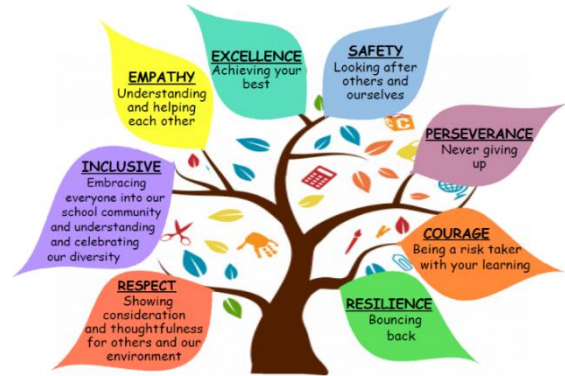 EXCELLENCE
Achieving your
best
SAFETY
Looking after
others and
ourselves
EMPATHY
Understanding
and helping
each other
PERSEVERANCE
Never giving
up
INCLUSIVE
Embracing
everyone into our
school community
and understanding
and celebrating
our diversity
COURAGE
Being a risk taker
with your learning
RESPECT
Showing
consideration
and thoughtfulness
for others and our
environment
RESILIENCE
Bouncing
back